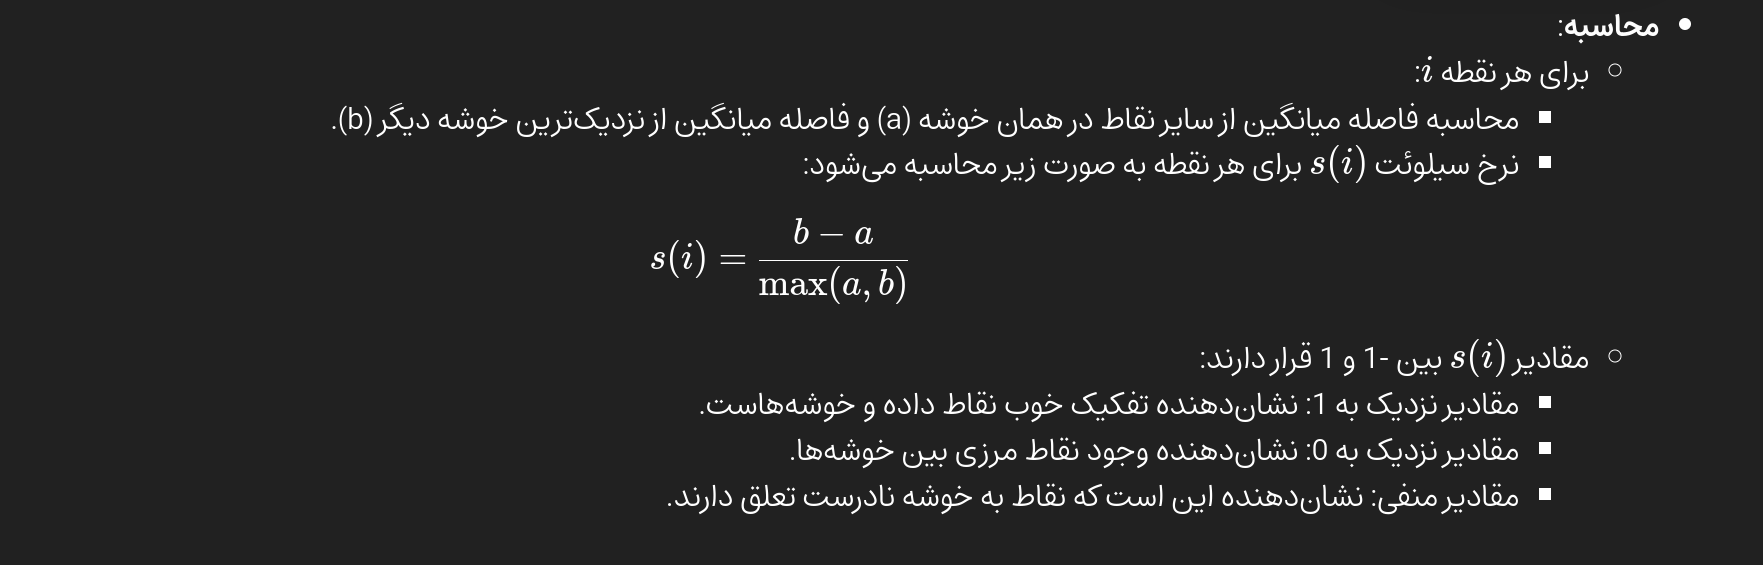 • محاسبه:
○ برای هر نقطه i:
■ محاسبه فاصله میانگین از سایر نقاط در همان خوشه (a) و فاصله میانگین از نزدیک‌ترین خوشه دیگر (b).
■ نرخ سیلوئت s(i) برای هر نقطه به صورت زیر محاسبه می‌شود:
s(i) = \frac{b − a}{max(a, b)}
○ مقادیر s(i) بین -1 و 1 قرار دارند:
■ مقادیر نزدیک به 1: نشان‌دهنده تفکیک خوب نقاط داده و خوشه‌هاست.
■ مقادیر نزدیک به 0: نشان‌دهنده وجود نقاط مرزی بین خوشه‌ها.
■ مقادیر منفی: نشان‌دهنده این است که نقاط به خوشه نادرست تعلق دارند.